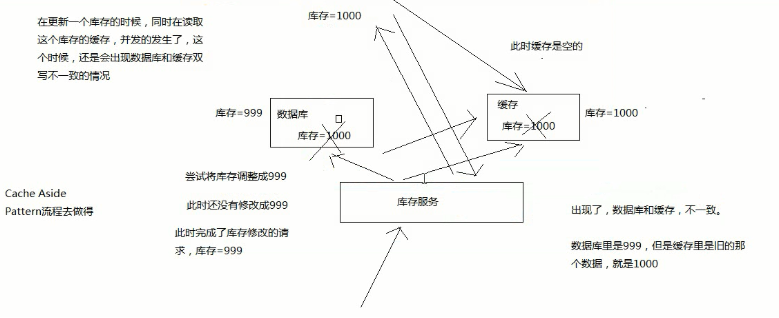 在更新一个库存的时候，同时在读取
这个库存的缓存，并发的发生了，这
个时候，还是会出现数据库和缓存双
写不一致的情况
库存=1000
此时缓存是空的
库存=999
数据库
库存=1000
缓存
库存=1000
库存=1000
尝试将库存调整成999
此时还没有修改成999
此时完成了库存修改的请
求，库存=999
Cache Aside
Pattern流程去做得
库存服务
出现了，数据库和缓存，不一致。
数据库里是999，但是缓存里是旧的那
个数据，就是1000